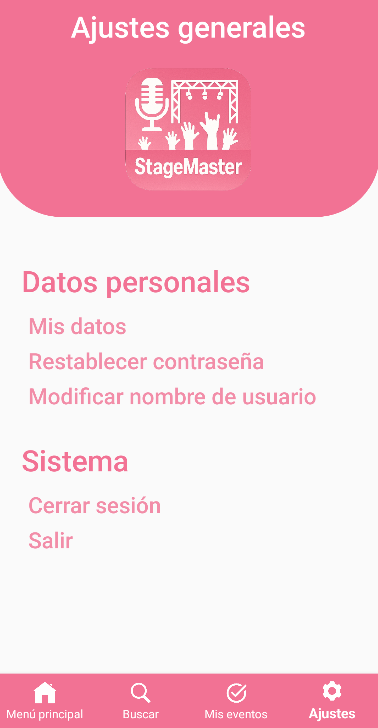 Ajustes generales
StageMaster
Datos personales
Mis datos
Restablecer contraseña
Modificar nombre de usuario
Sistema
Cerrar sesión
Salir
Menú principal
Buscar
Mis eventos
Ajustes